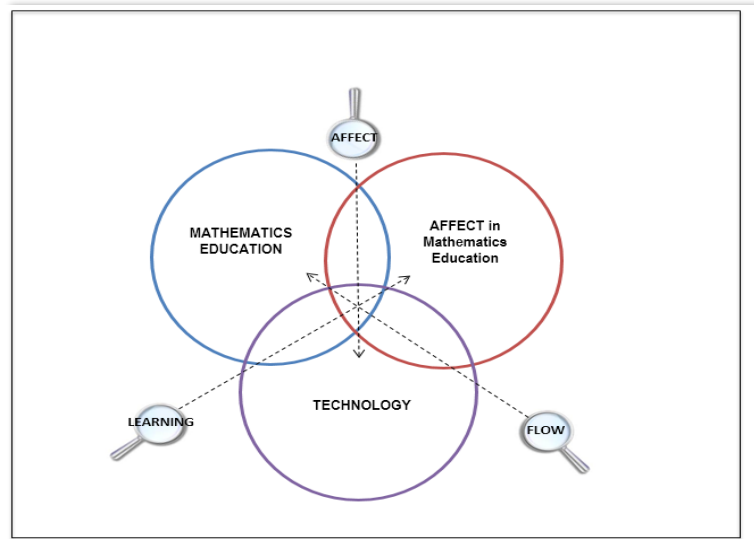 AFFECT
MATHEMATICS
EDUCATION
AFFECT in
Mathematics
Education
TECHNOLOGY
LEARNING
FLOW